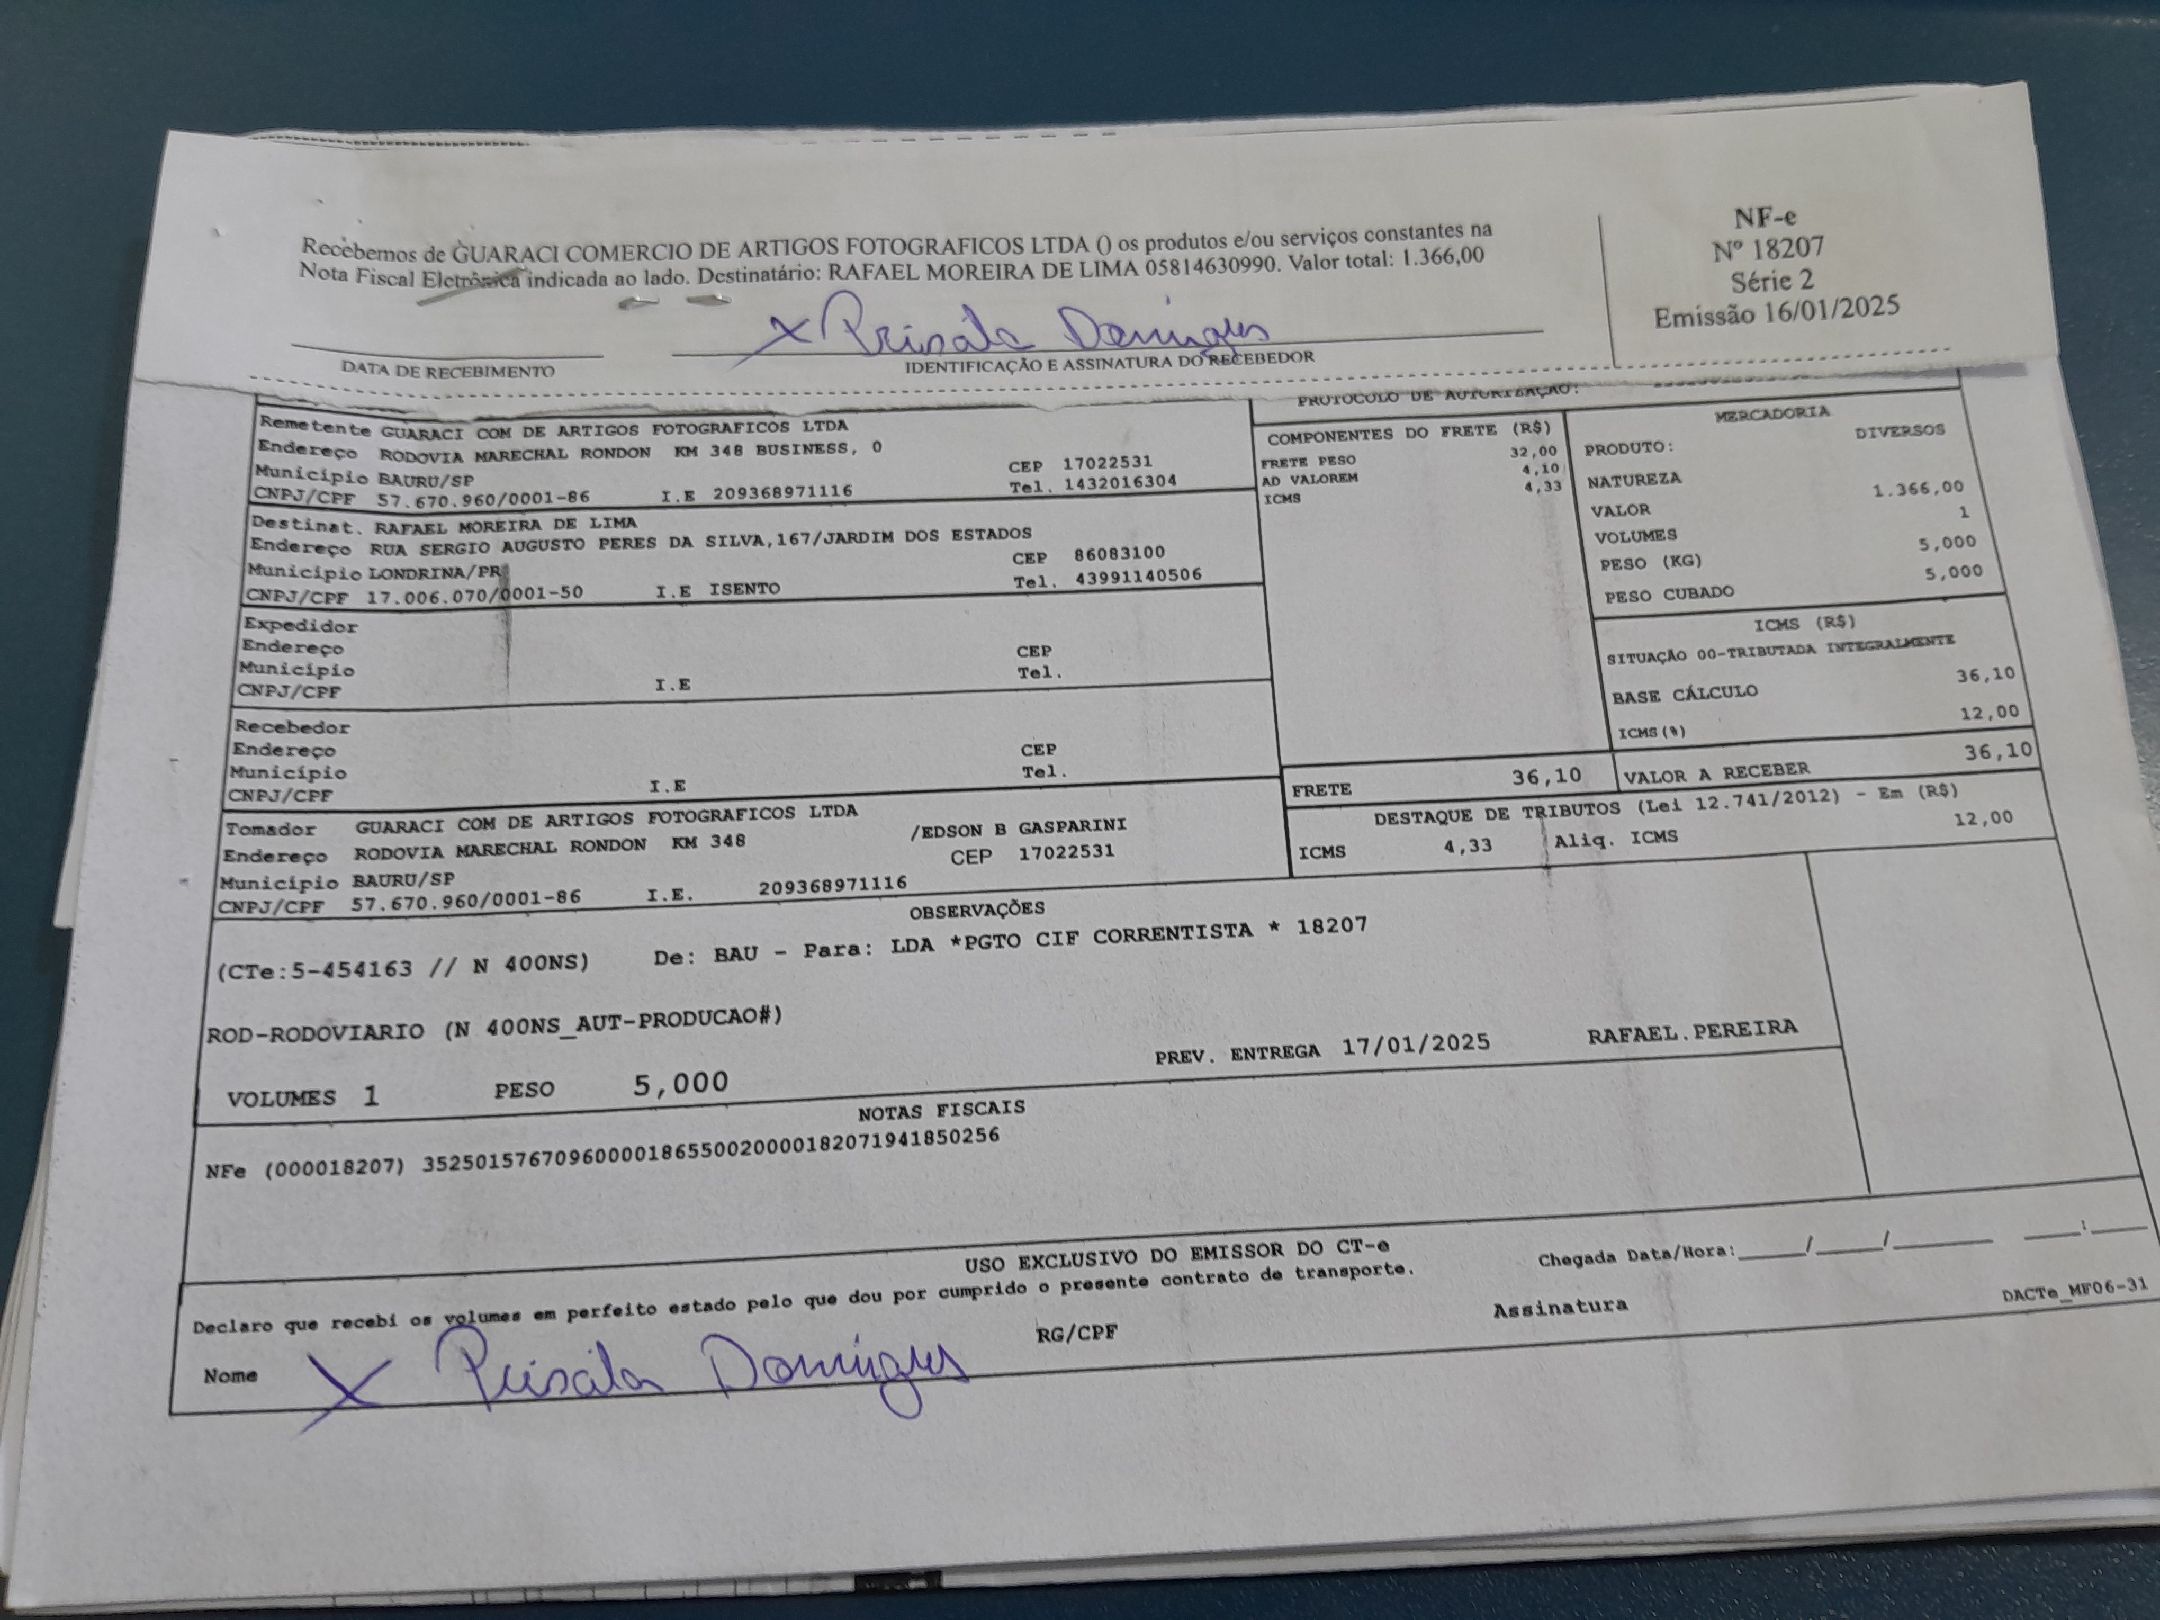 Recebemos de GUARACI COMERCIO DE ARTIGOS FOTOGRAFICOS LTDA () os produtos e/ou serviços constantes na
Nota Fiscal Eletrônica indicada ao lado. Destinatário: RAFAEL MOREIRA DE LIMA 05814630990. Valor total: 1.366,00
NF-e
Nº 18207
Série 2
Emissão 16/01/2025
X Priscila Domingues
DATA DE RECEBIMENTO
IDENTIFICAÇÃO E ASSINATURA DO RECEBEDOR
PROTOCOLO DE AUTORIZAÇÃO:
Remetente GUARACI COM DE ARTIGOS FOTOGRAFICOS LTDA
Endereço RODOVIA MARECHAL RONDON KM 348 BUSINESS, 0
Município BAURU/SP CEP 17022531
CNPJ/CPF 57.670.960/0001-86 I.E 209368971116 Tel. 1432016304
Destinat. RAFAEL MOREIRA DE LIMA
Endereço RUA SERGIO AUGUSTO PERES DA SILVA,167/JARDIM DOS ESTADOS
Município LONDRINA/PR CEP 86083100
CNPJ/CPF 17.006.070/0001-50 I.E ISENTO Tel. 43991140506
Expedidor
Endereço
Município CEP
CNPJ/CPF I.E Tel.
Recebedor
Endereço
Município CEP
CNPJ/CPF I.E Tel.
Tomador GUARACI COM DE ARTIGOS FOTOGRAFICOS LTDA
Endereço RODOVIA MARECHAL RONDON KM 348 /EDSON B GASPARINI
Município BAURU/SP CEP 17022531
CNPJ/CPF 57.670.960/0001-86 I.E. 209368971116
COMPONENTES DO FRETE (R$)
FRETE PESO 32,00
AD VALOREM 4,10
ICMS 4,33
MERCADORIA
PRODUTO: DIVERSOS
NATUREZA
VALOR 1.366,00
VOLUMES 1
PESO (KG) 5,000
PESO CUBADO 5,000
ICMS (R$)
SITUAÇÃO 00-TRIBUTADA INTEGRALMENTE
BASE CÁLCULO 36,10
ICMS(%) 12,00
FRETE 36,10
VALOR A RECEBER 36,10
DESTAQUE DE TRIBUTOS (Lei 12.741/2012) - Em (R$)
ICMS 4,33 Aliq. ICMS 12,00
OBSERVAÇÕES
(CTe:5-454163 // N 400NS) De: BAU - Para: LDA *PGTO CIF CORRENTISTA * 18207
ROD-RODOVIARIO (N 400NS_AUT-PRODUCAO#)
VOLUMES 1 PESO 5,000 PREV. ENTREGA 17/01/2025 RAFAEL.PEREIRA
NOTAS FISCAIS
NFe (000018207) 35250157670960000186550020000182071941850256
USO EXCLUSIVO DO EMISSOR DO CT-e
Declaro que recebi os volumes em perfeito estado pelo que dou por cumprido o presente contrato de transporte.
Chegada Data/Hora:____/____/______ ____:____
Nome X Priscila Domingues RG/CPF Assinatura
DACTe_MF06-31